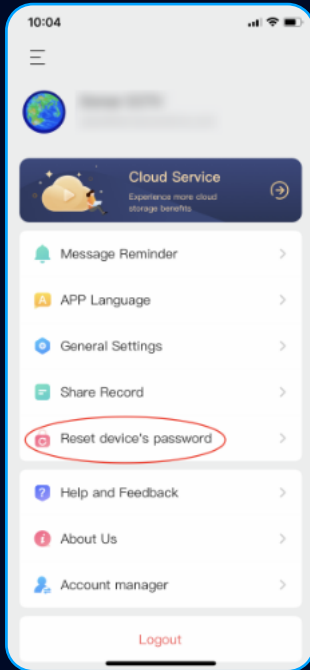 10:04
Cloud Service
Experience more cloud
storage benefits
Message Reminder
A
APP Language
General Settings
Share Record
Reset device's password
?
Help and Feedback
i
About Us
Account manager
Logout